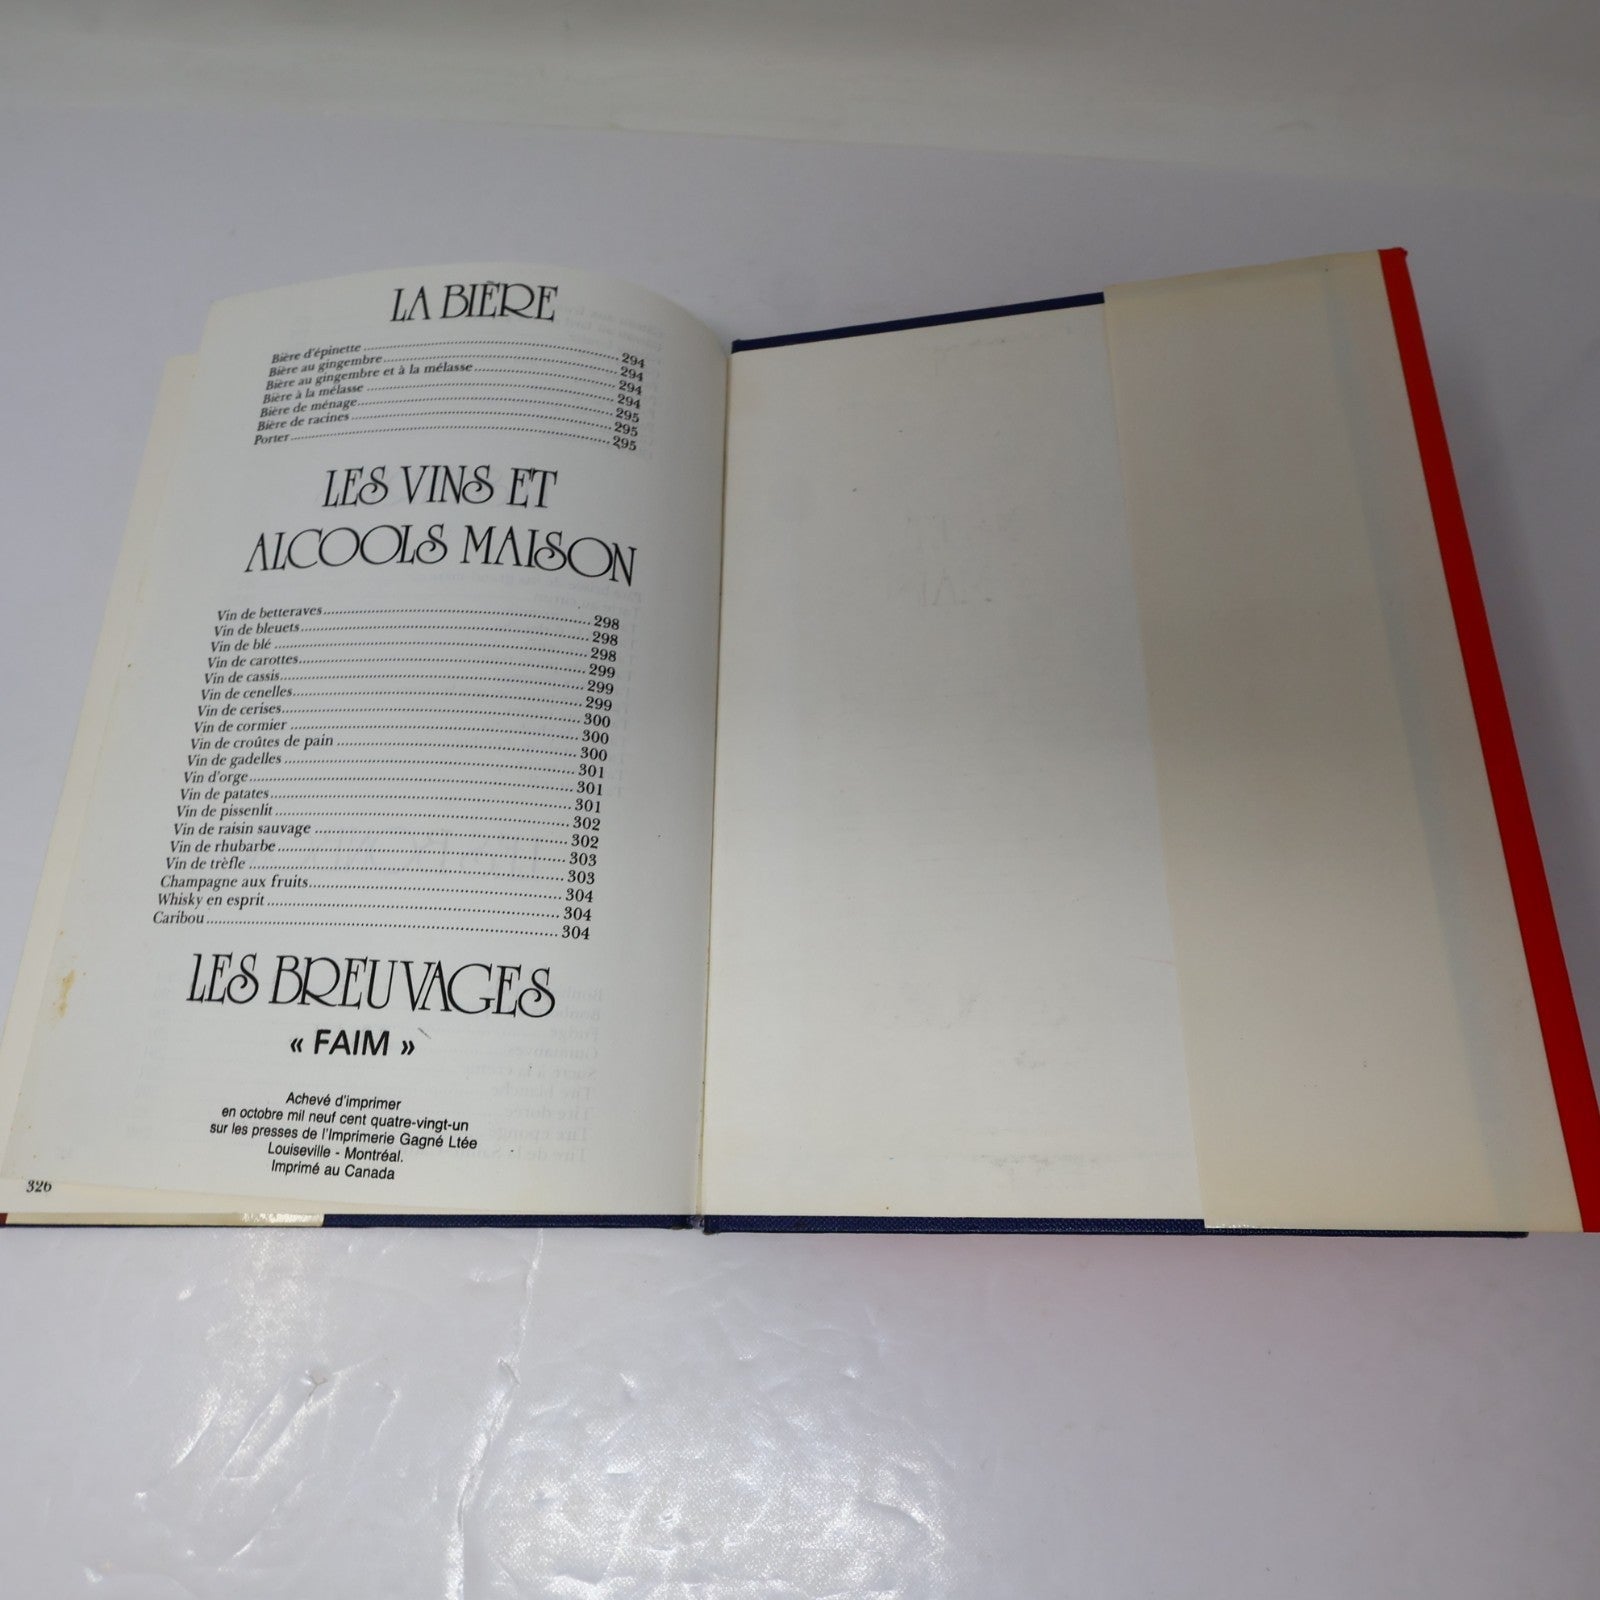 LA BIÈRE
Bière d'épinette ........ 294
Bière au gingembre ........ 294
Bière au gingembre et à la mélasse ........ 294
Bière à la mélasse ........ 294
Bière de ménage ........ 295
Bière de racines ........ 295
Porter ........ 295
LES VINS ET
ALCOOLS MAISON
Vin de betteraves ........ 298
Vin de bleuets ........ 298
Vin de blé ........ 298
Vin de carottes ........ 299
Vin de cassis ........ 299
Vin de cenelles ........ 299
Vin de cerises ........ 300
Vin de cormier ........ 300
Vin de croûtes de pain ........ 300
Vin de gadelles ........ 301
Vin d'orge ........ 301
Vin de patates ........ 301
Vin de pissenlit ........ 302
Vin de raisin sauvage ........ 302
Vin de rhubarbe ........ 303
Vin de trèfle ........ 303
Champagne aux fruits ........ 304
Whisky en esprit ........ 304
Caribou ........ 304
LES BREUVAGES
« FAIM »
Achevé d'imprimer
en octobre mil neuf cent quatre-vingt-un
sur les presses de l'Imprimerie Gagné Ltée
Louiseville - Montréal.
Imprimé au Canada
326